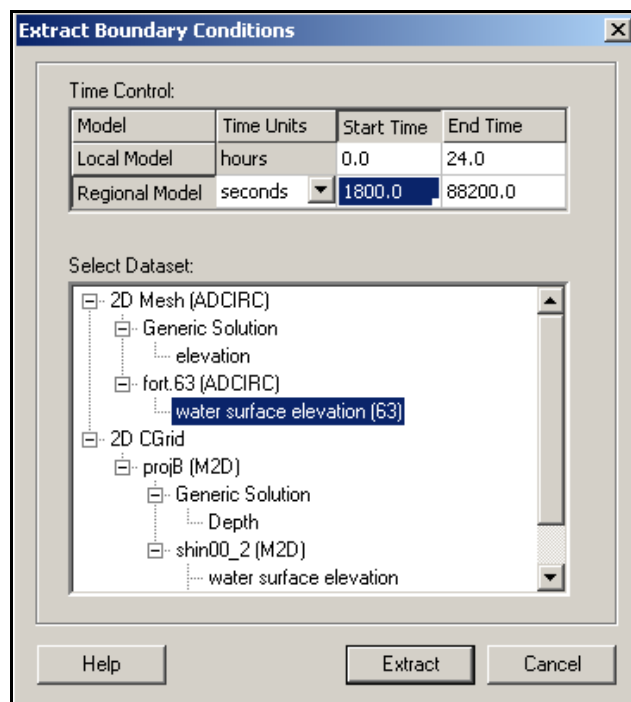 Extract Boundary Conditions
Time Control:
Model Time Units Start Time End Time
Local Model hours 0.0 24.0
Regional Model seconds 1800.0 88200.0
Select Dataset:
2D Mesh (ADCIRC)
Generic Solution
elevation
fort.63 (ADCIRC)
water surface elevation (63)
2D CGrid
projB (M2D)
Generic Solution
Depth
shin00_2 (M2D)
water surface elevation
Help Extract Cancel